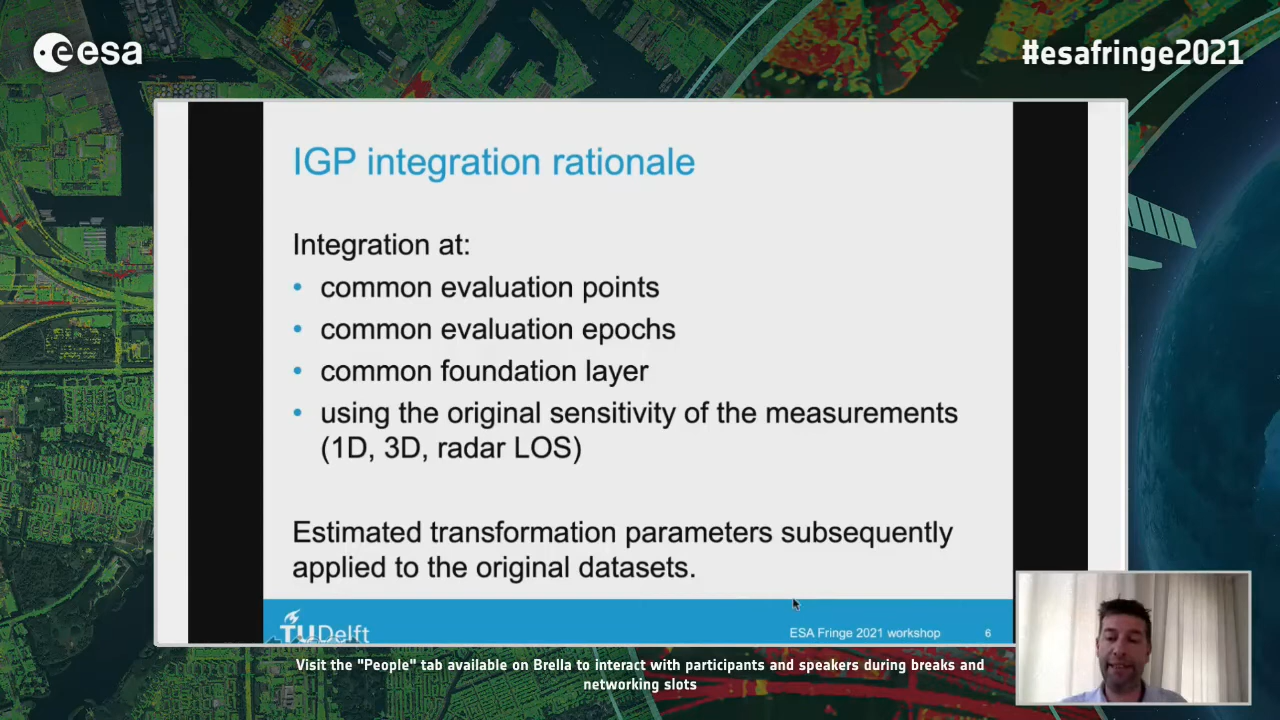 esa
#esafringe2021
IGP integration rationale
Integration at:
• common evaluation points
• common evaluation epochs
• common foundation layer
• using the original sensitivity of the measurements
(1D, 3D, radar LOS)
Estimated transformation parameters subsequently
applied to the original datasets.
TUDelft
ESA Fringe 2021 workshop
6
Visit the "People" tab available on Brella to interact with participants and speakers during breaks and
networking slots